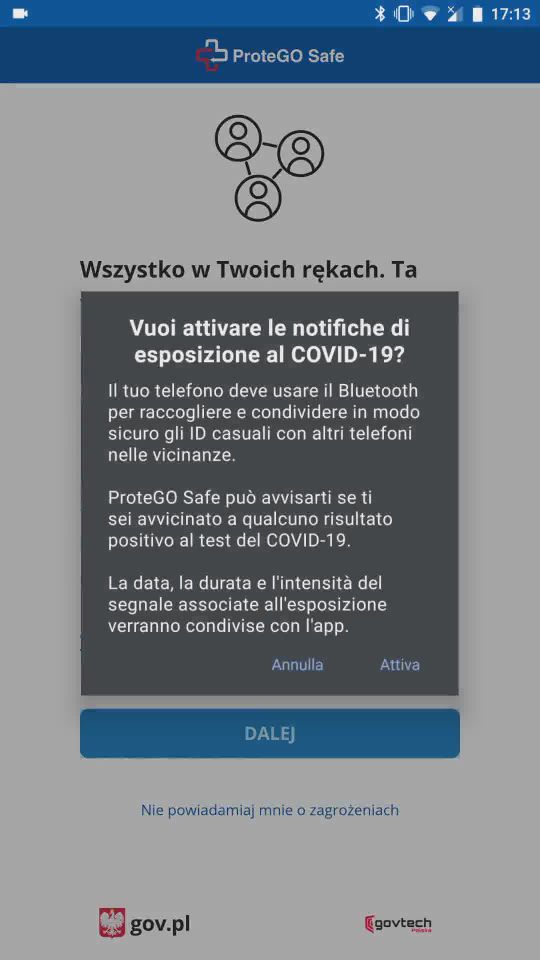 17:13
ProteGO Safe
Wszystko w Twoich rękach. Ta
Vuoi attivare le notifiche di
esposizione al COVID-19?
Il tuo telefono deve usare il Bluetooth
per raccogliere e condividere in modo
sicuro gli ID casuali con altri telefoni
nelle vicinanze.
ProteGO Safe può avvisarti se ti
sei avvicinato a qualcuno risultato
positivo al test del COVID-19.
La data, la durata e l'intensità del
segnale associate all'esposizione
verranno condivise con l'app.
Annulla Attiva
DALEJ
Nie powiadamiaj mnie o zagrożeniach
gov.pl govtech
Polska